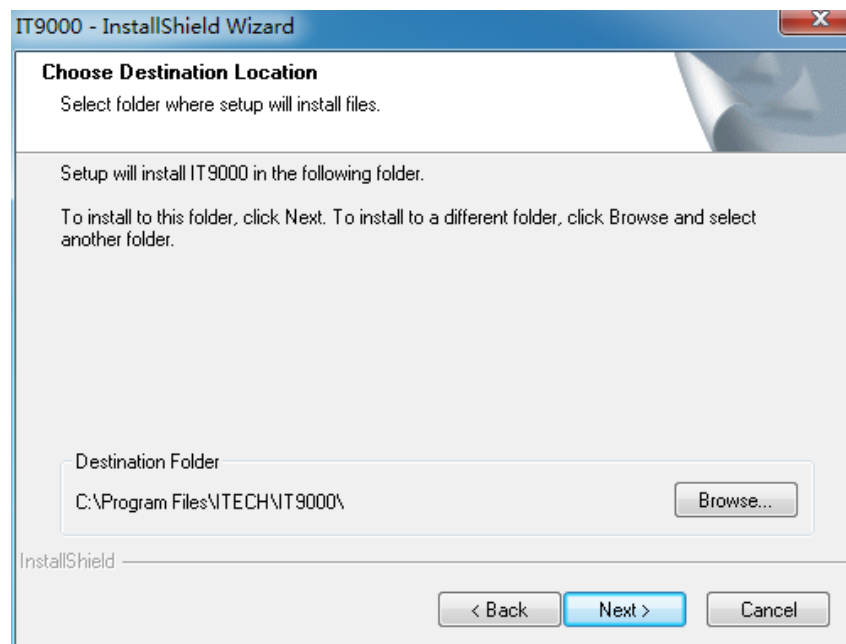 IT9000 - InstallShield Wizard
Choose Destination Location
Select folder where setup will install files.
Setup will install IT9000 in the following folder.
To install to this folder, click Next. To install to a different folder, click Browse and select
another folder.
Destination Folder
C:\Program Files\ITECH\IT9000\
Browse...
InstallShield
< Back
Next >
Cancel